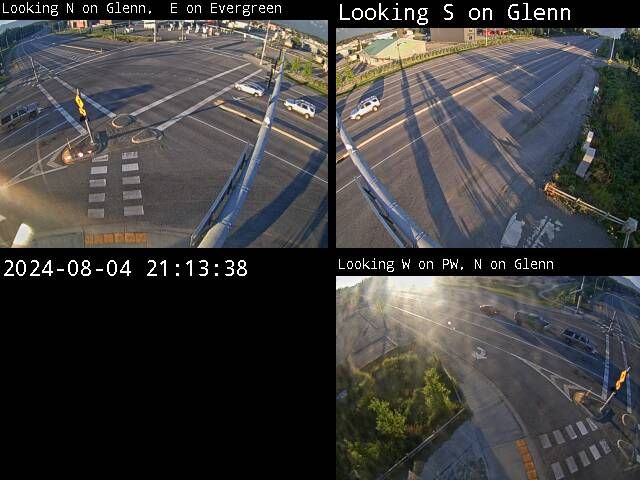 Looking N on Glenn,  E on Evergreen
Looking S on Glenn
2024-08-04 21:13:38
Looking W on PW, N on Glenn